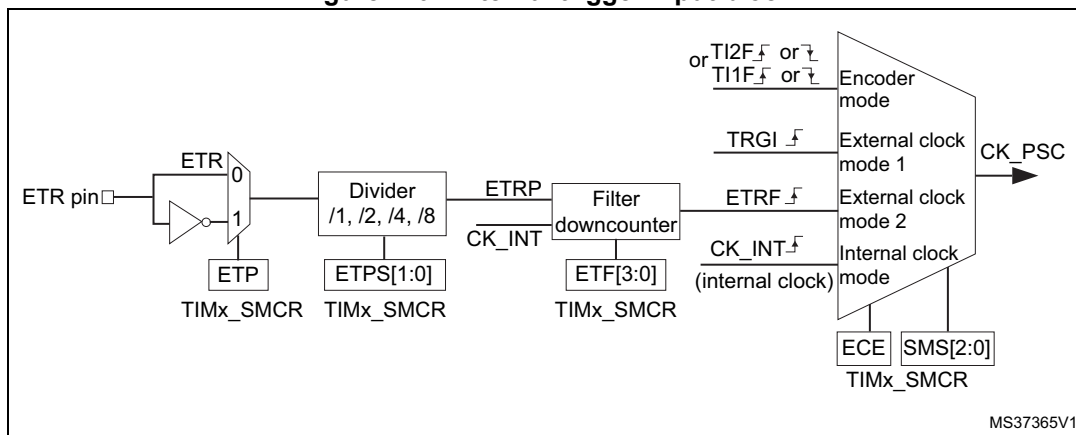 or TI2F or
TI1F or
Encoder
mode
TRGI
External clock
mode 1
CK_PSC
ETR
0
ETR pin
1
Divider
/1, /2, /4, /8
ETRP
CK_INT
Filter
downcounter
ETRF
External clock
mode 2
CK_INT
(internal clock)
Internal clock
mode
ETP
TIMx_SMCR
ETPS[1:0]
TIMx_SMCR
ETF[3:0]
TIMx_SMCR
ECE
SMS[2:0]
TIMx_SMCR
MS37365V1